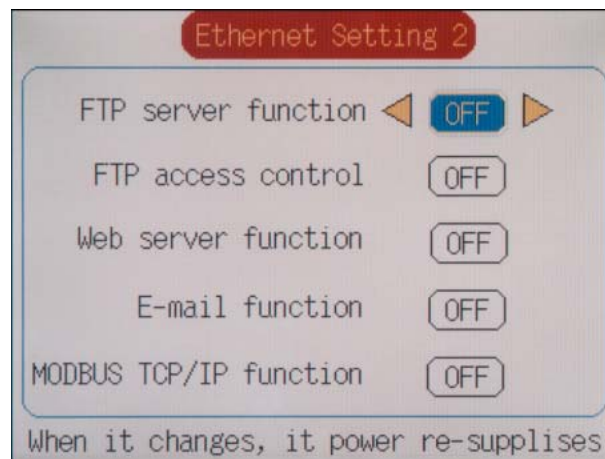 Ethernet Setting 2
FTP server function OFF
FTP access control OFF
Web server function OFF
E-mail function OFF
MODBUS TCP/IP function OFF
When it changes, it power re-supplises